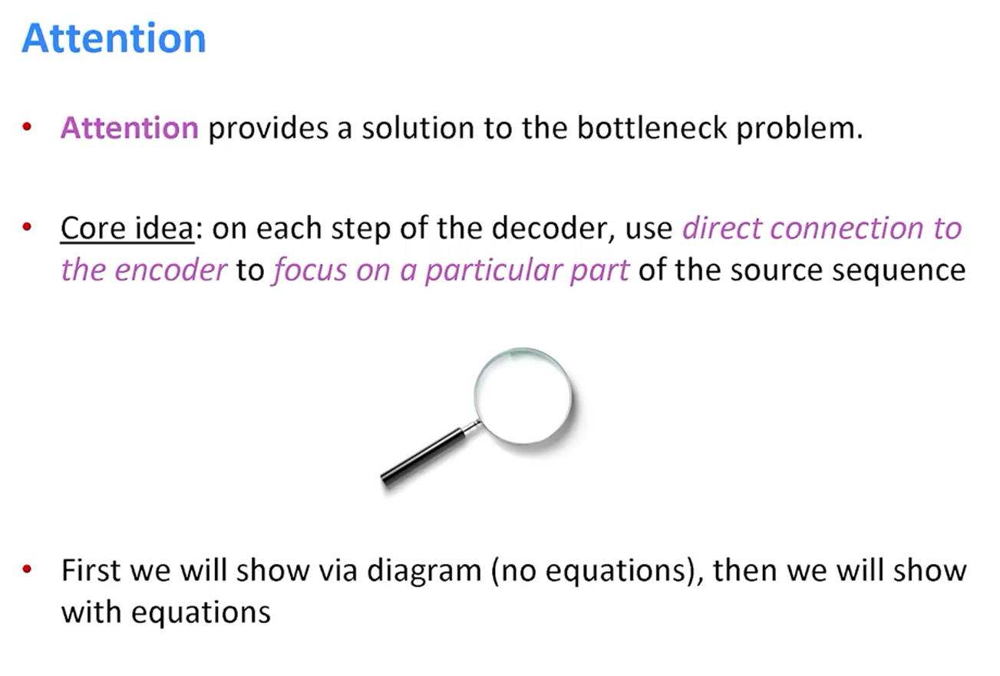 Attention
• Attention provides a solution to the bottleneck problem.
• Core idea: on each step of the decoder, use direct connection to
the encoder to focus on a particular part of the source sequence
• First we will show via diagram (no equations), then we will show
with equations